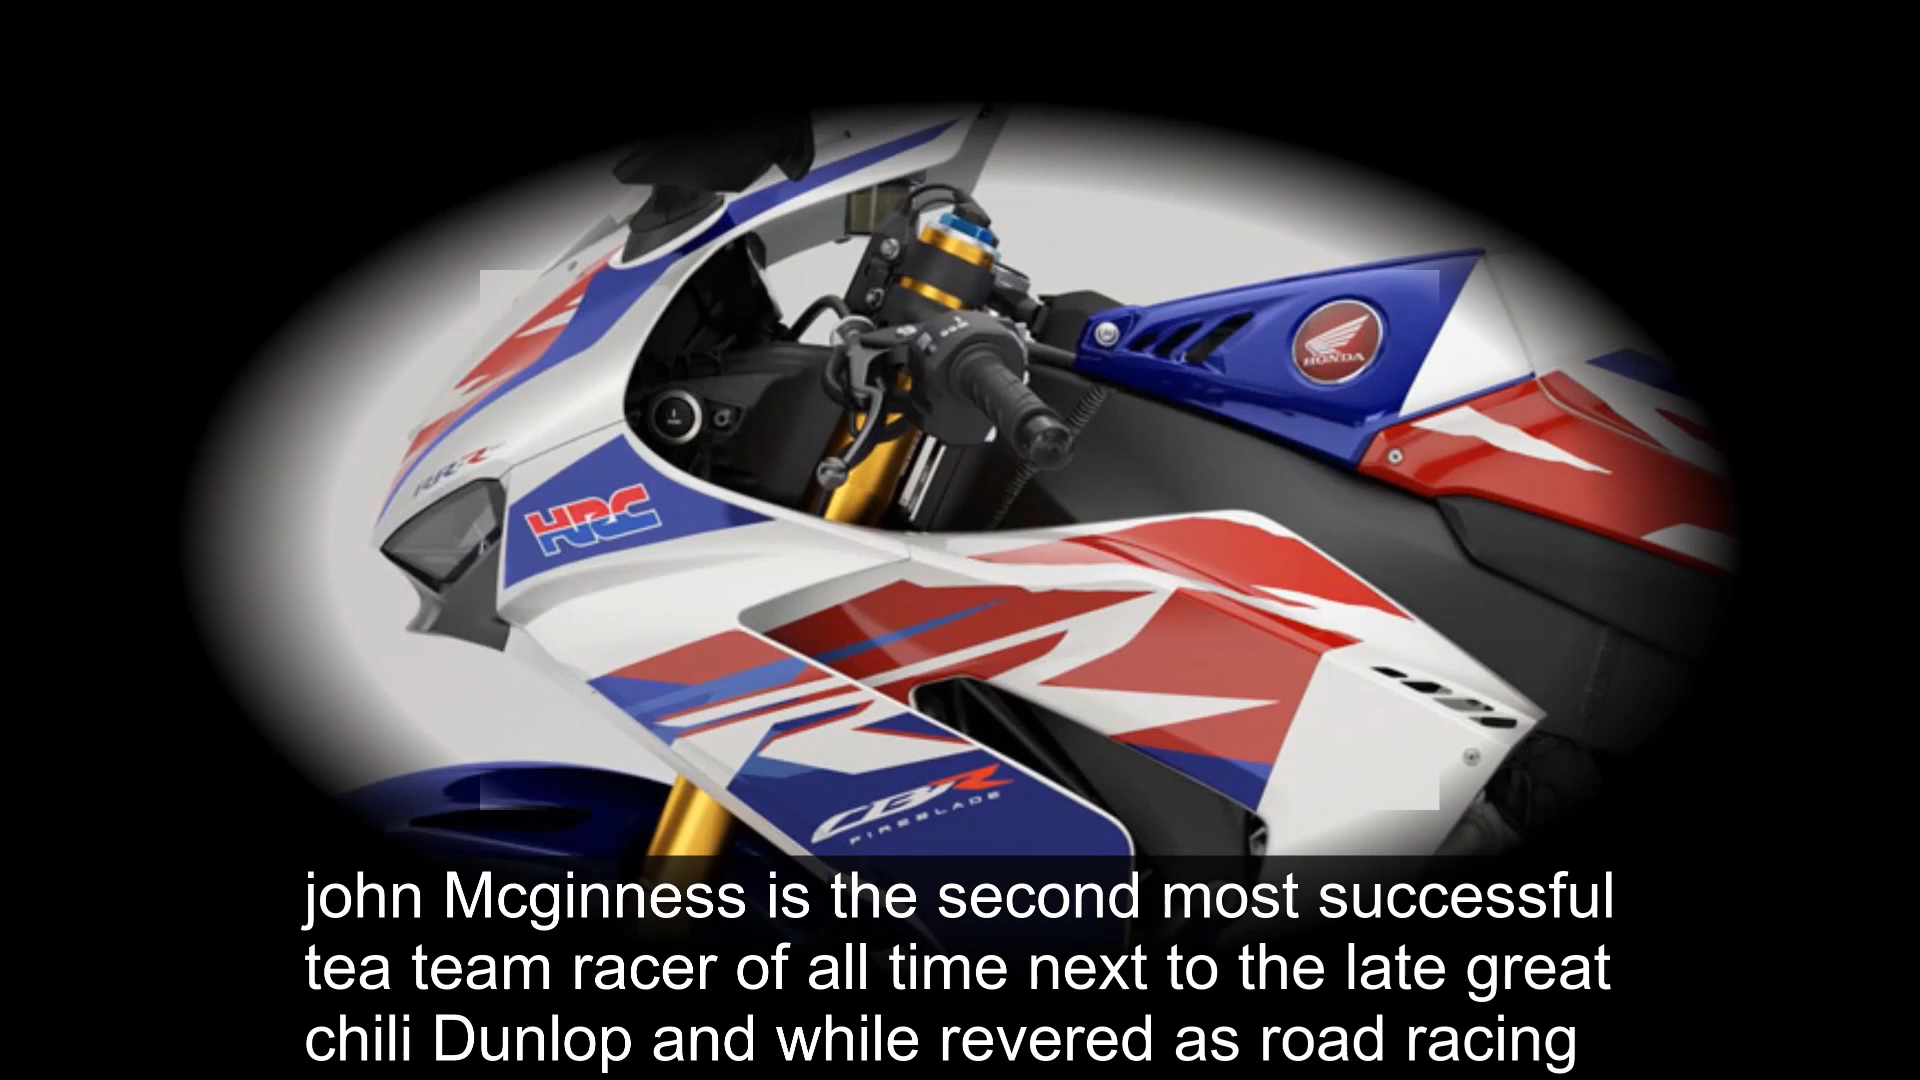 HONDA
RR-R
HRC
CBR
FIREBLADE
john Mcginness is the second most successful
tea team racer of all time next to the late great
chili Dunlop and while revered as road racing